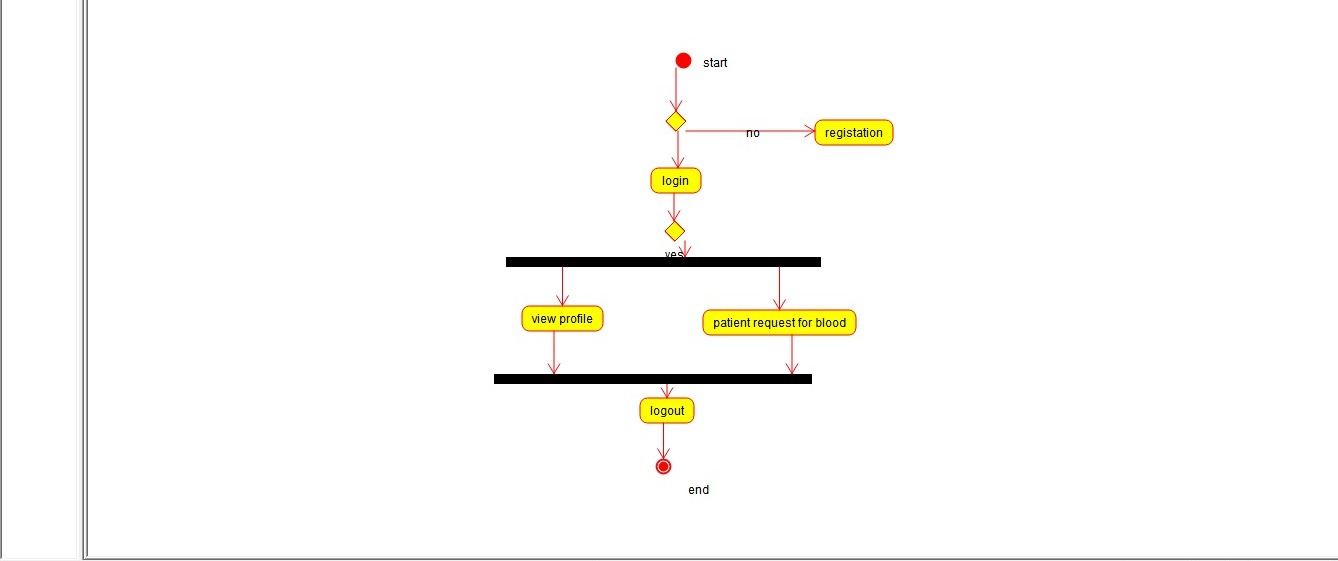 start
no
registation
login
yes
view profile
patient request for blood
logout
end